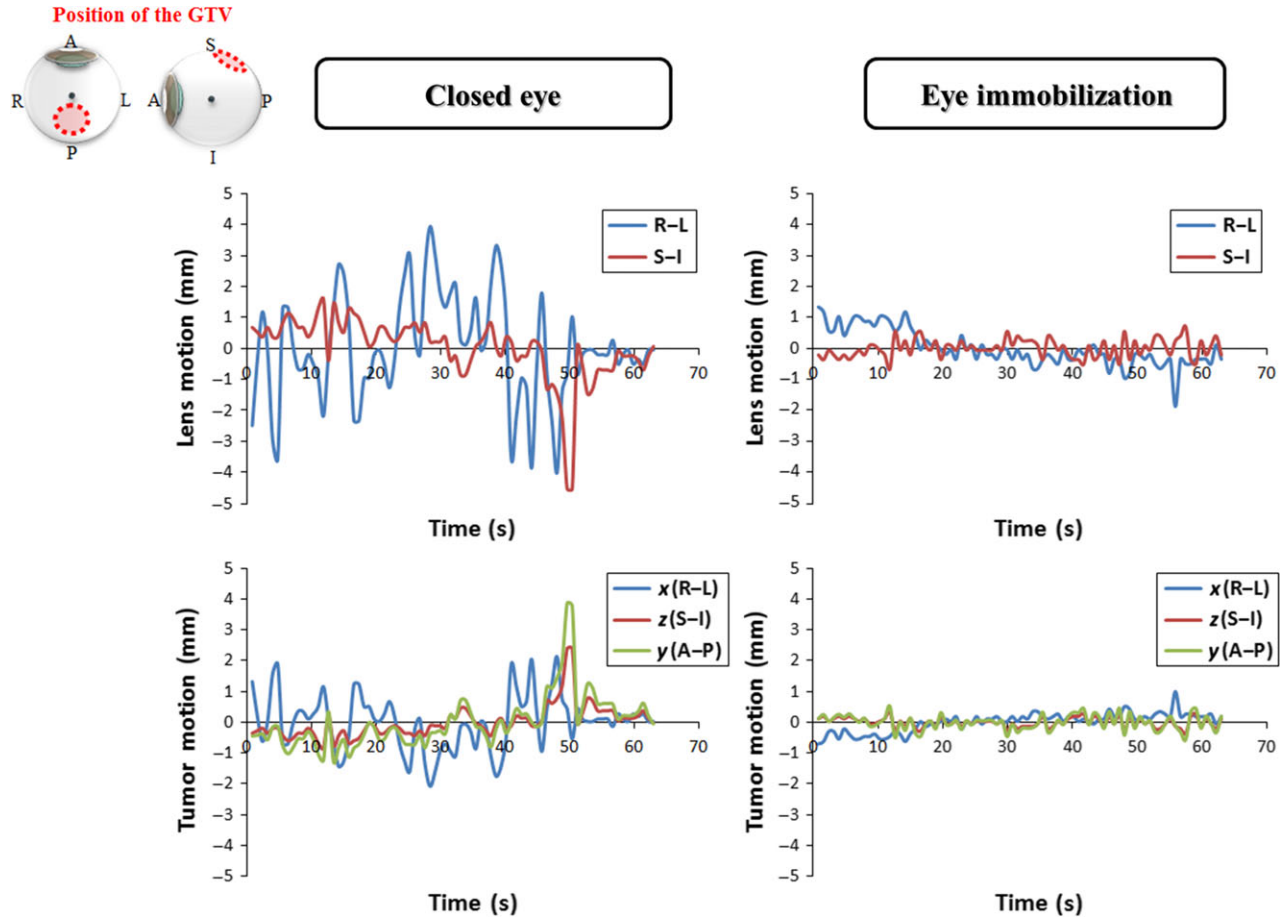 Position of the GTV
A
R
L
P
S
A
P
I
Closed eye
Eye immobilization
Lens motion (mm)
5
4
3
2
1
0
–1
–2
–3
–4
–5
0 10 20 30 40 50 60 70
R–L
S–I
Time (s)
Lens motion (mm)
5
4
3
2
1
0
–1
–2
–3
–4
–5
0 10 20 30 40 50 60 70
R–L
S–I
Time (s)
Tumor motion (mm)
5
4
3
2
1
0
–1
–2
–3
–4
–5
0 10 20 30 40 50 60 70
x(R–L)
z(S–I)
y(A–P)
Time (s)
Tumor motion (mm)
5
4
3
2
1
0
–1
–2
–3
–4
–5
0 10 20 30 40 50 60 70
x(R–L)
z(S–I)
y(A–P)
Time (s)